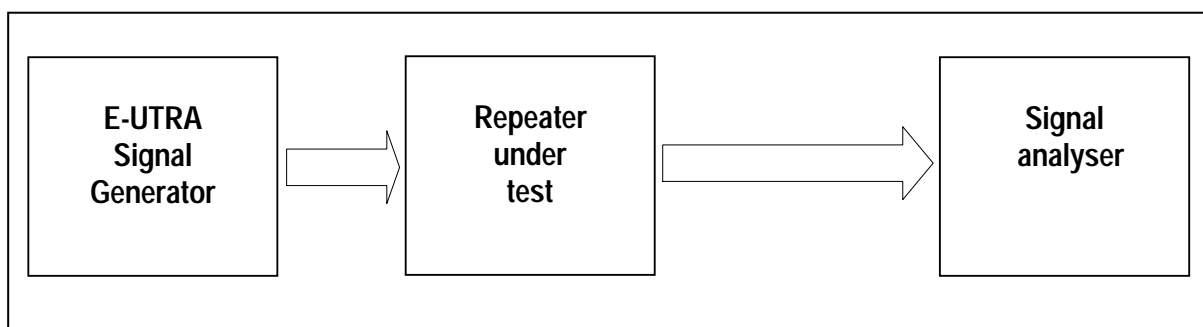 E-UTRA
Signal
Generator
Repeater
under
test
Signal
analyser